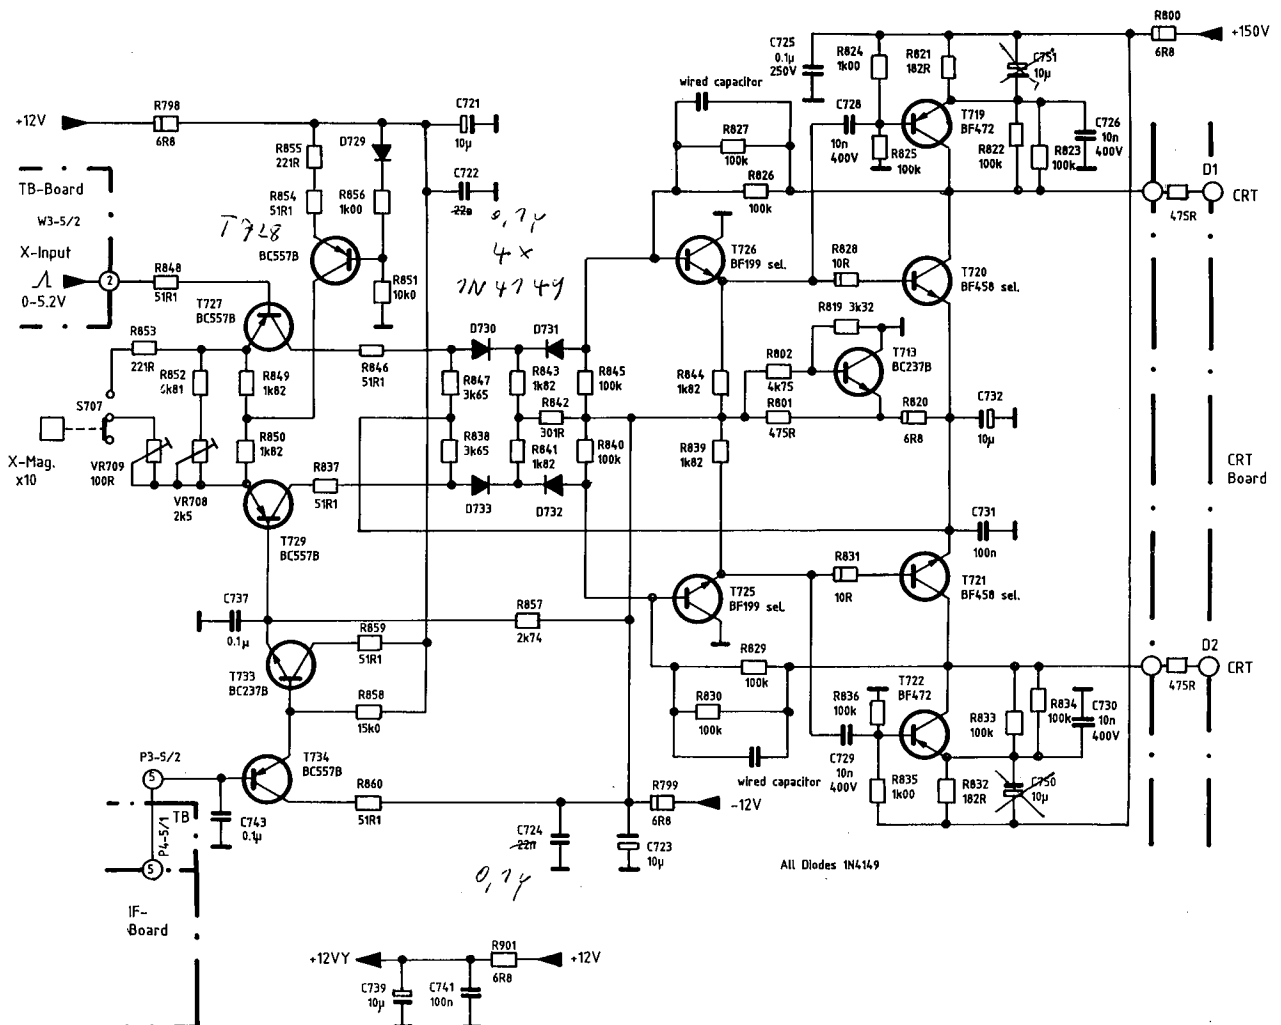 R800
+150V
6R8
C725
0.1µ
250V
R824
1k00
R821
182R
C751
10µ
wired capacitor
C728
10n
400V
T719
BF472
R825
100k
R822
100k
R823
100k
C726
10n
400V
R827
100k
R826
100k
D1
CRT
475R
+12V
R798
6R8
C721
10µ
R855
221R
D729
C722
22n
0,1µ
R854
51R1
R856
1k00
T728
BC557B
4x
1N4149
R851
10k0
TB-Board
W3-5/2
X-Input
2
0-5.2V
R848
51R1
T727
BC557B
T726
BF199 sel.
R828
10R
T720
BF458 sel.
R853
221R
R852
6k81
R849
1k82
R846
51R1
D730
D731
R847
3k65
R843
1k82
R845
100k
R844
1k82
R819 3k32
R802
4k75
T713
BC237B
R842
301R
R801
475R
R820
6R8
C732
10µ
S707
X-Mag.
x10
VR709
100R
VR708
2k5
R850
1k82
R837
51R1
R838
3k65
R841
1k82
R840
100k
R839
1k82
D733
D732
CRT
Board
T729
BC557B
C731
100n
R831
10R
T721
BF458 sel.
T725
BF199 sel.
C737
0.1µ
R857
2k74
R859
51R1
T733
BC237B
R858
15k0
R829
100k
R830
100k
wired capacitor
D2
CRT
475R
T722
BF472
R836
100k
C729
10n
400V
R833
100k
R834
100k
C730
10n
400V
R835
1k00
R832
182R
C750
10µ
P3-5/2
5
T734
BC557B
R860
51R1
R799
6R8
-12V
TB
P4-5/1
5
C743
0.1µ
C724
22n
0,1µ
C723
10µ
All Diodes 1N4149
IF-
Board
+12VY
R901
6R8
+12V
C739
10µ
C741
100n